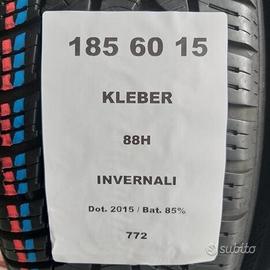 185 60 15
KLEBER
88H
INVERNALI
Dot. 2015 / Bat. 85%
772
subito